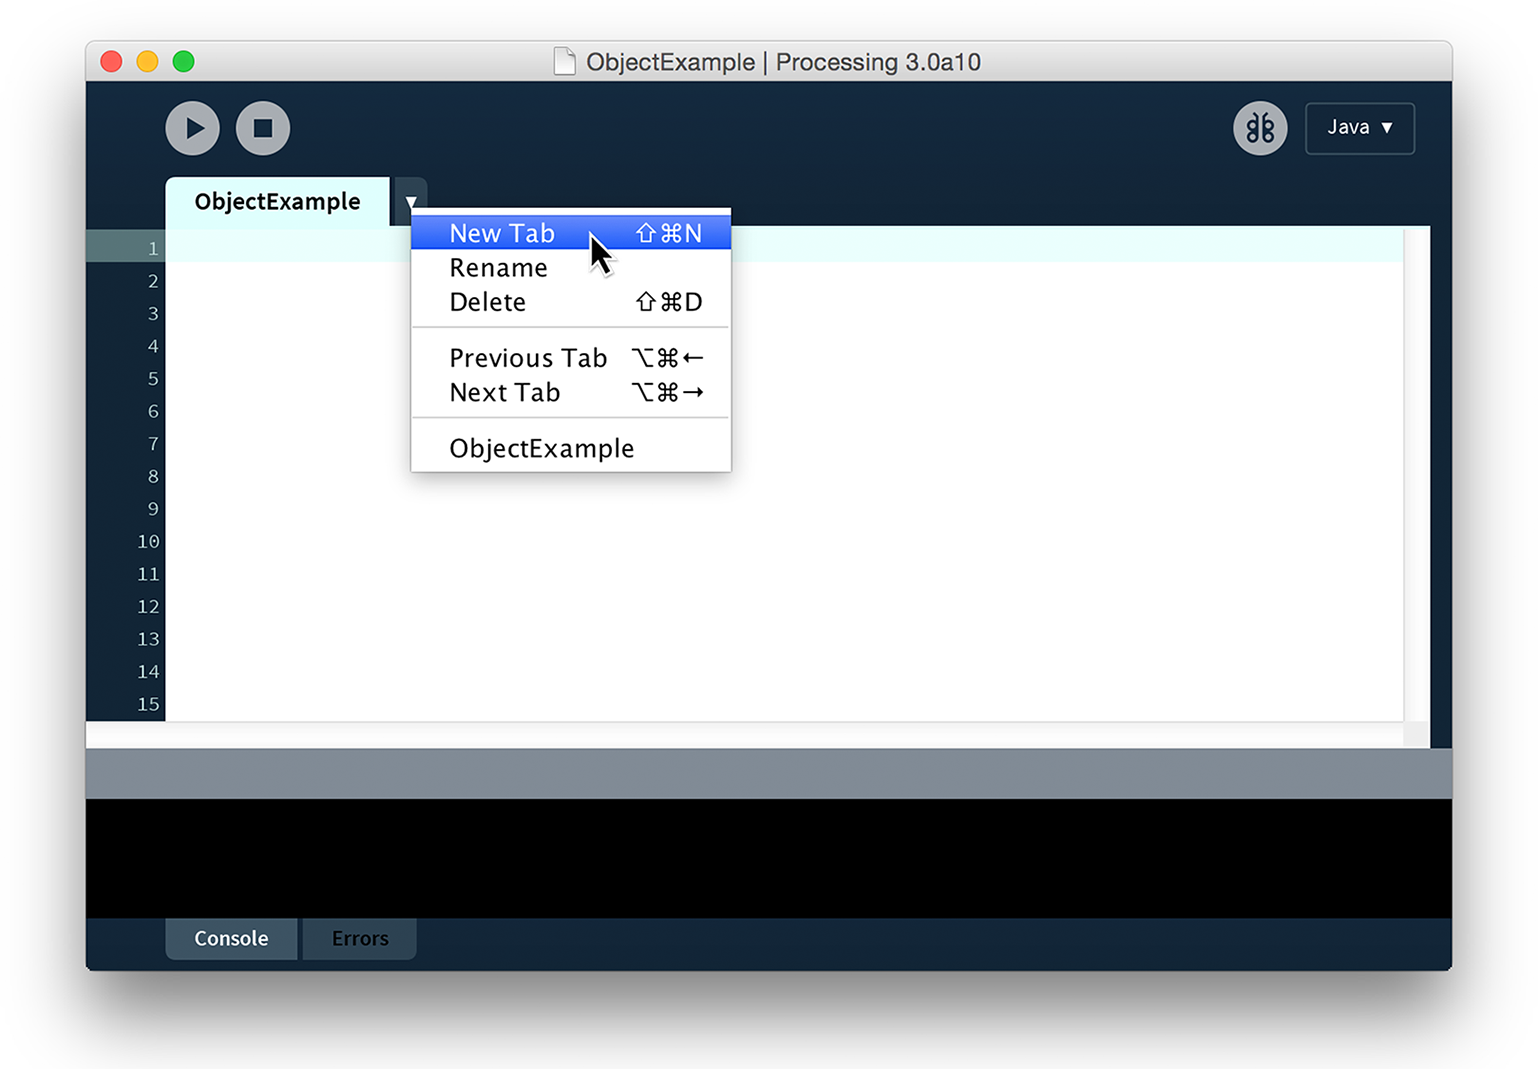 ObjectExample | Processing 3.0a10
Java ▼
ObjectExample ▼
New Tab ⇧⌘N
Rename
Delete ⇧⌘D
Previous Tab ⌥⌘←
Next Tab ⌥⌘→
ObjectExample
1
2
3
4
5
6
7
8
9
10
11
12
13
14
15
Console Errors